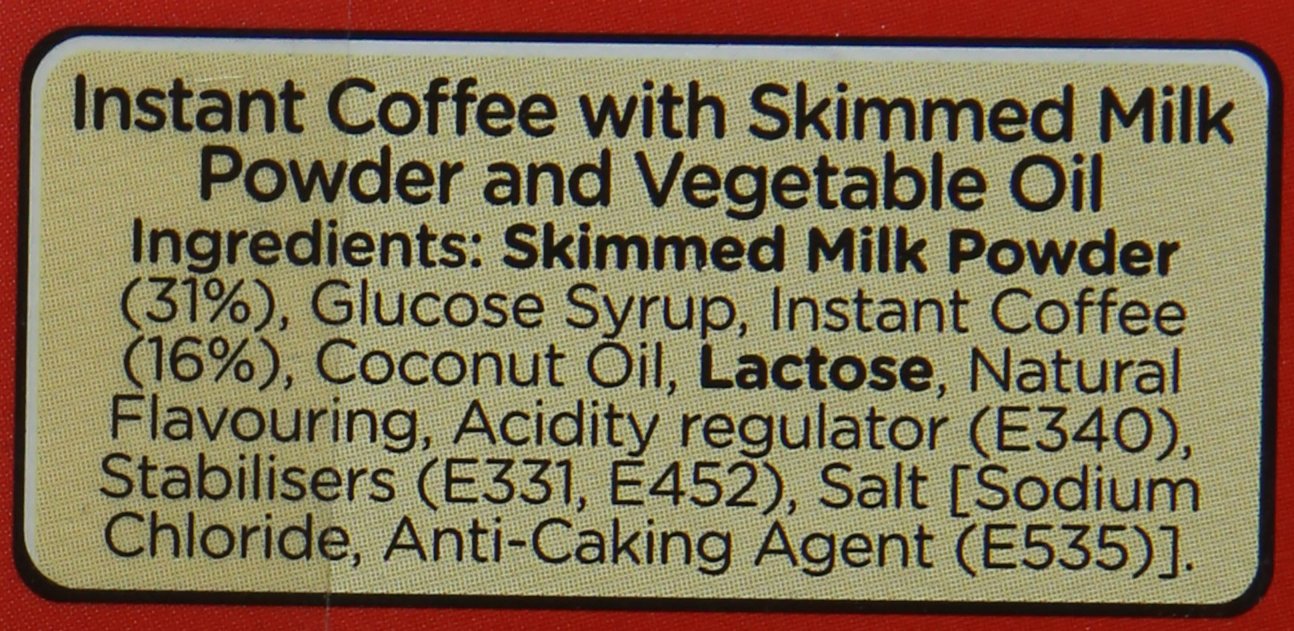 Instant Coffee with Skimmed Milk
Powder and Vegetable Oil
Ingredients: Skimmed Milk Powder
(31%), Glucose Syrup, Instant Coffee
(16%), Coconut Oil, Lactose, Natural
Flavouring, Acidity regulator (E340),
Stabilisers (E331, E452), Salt [Sodium
Chloride, Anti-Caking Agent (E535)].